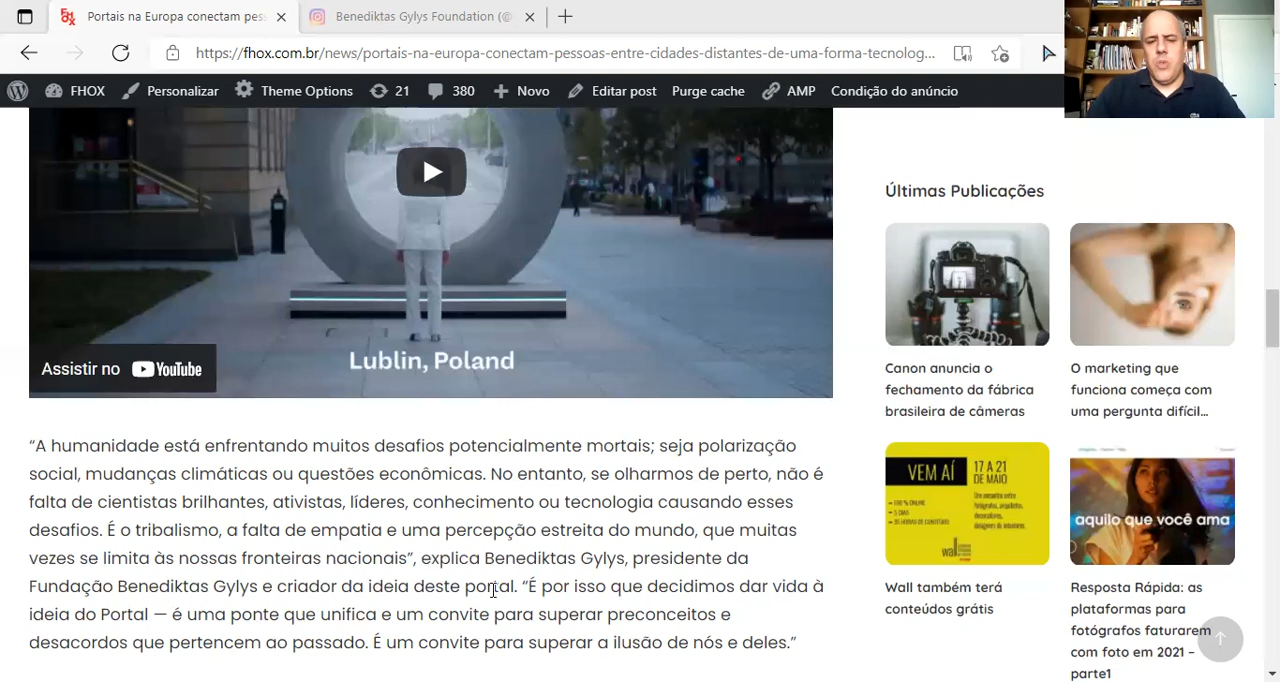 Portais na Europa conectam pes
Benediktas Gylys Foundation (@
https://fhox.com.br/news/portais-na-europa-conectam-pessoas-entre-cidades-distantes-de-uma-forma-tecnolog...
FHOX Personalizar Theme Options 21 380 Novo Editar post Purge cache AMP Condição do anúncio
Lublin, Poland
Assistir no YouTube
“A humanidade está enfrentando muitos desafios potencialmente mortais; seja polarização
social, mudanças climáticas ou questões econômicas. No entanto, se olharmos de perto, não é
falta de cientistas brilhantes, ativistas, líderes, conhecimento ou tecnologia causando esses
desafios. É o tribalismo, a falta de empatia e uma percepção estreita do mundo, que muitas
vezes se limita às nossas fronteiras nacionais”, explica Benediktas Gylys, presidente da
Fundação Benediktas Gylys e criador da ideia deste portal. “É por isso que decidimos dar vida à
ideia do Portal — é uma ponte que unifica e um convite para superar preconceitos e
desacordos que pertencem ao passado. É um convite para superar a ilusão de nós e deles.”
Últimas Publicações
Canon anuncia o
fechamento da fábrica
brasileira de câmeras
O marketing que
funciona começa com
uma pergunta difícil...
VEM AÍ
17 A 21
DE MAIO
wall
Wall também terá
conteúdos grátis
aquilo que você ama
Resposta Rápida: as
plataformas para
fotógrafos faturarem
com foto em 2021 –
parte1